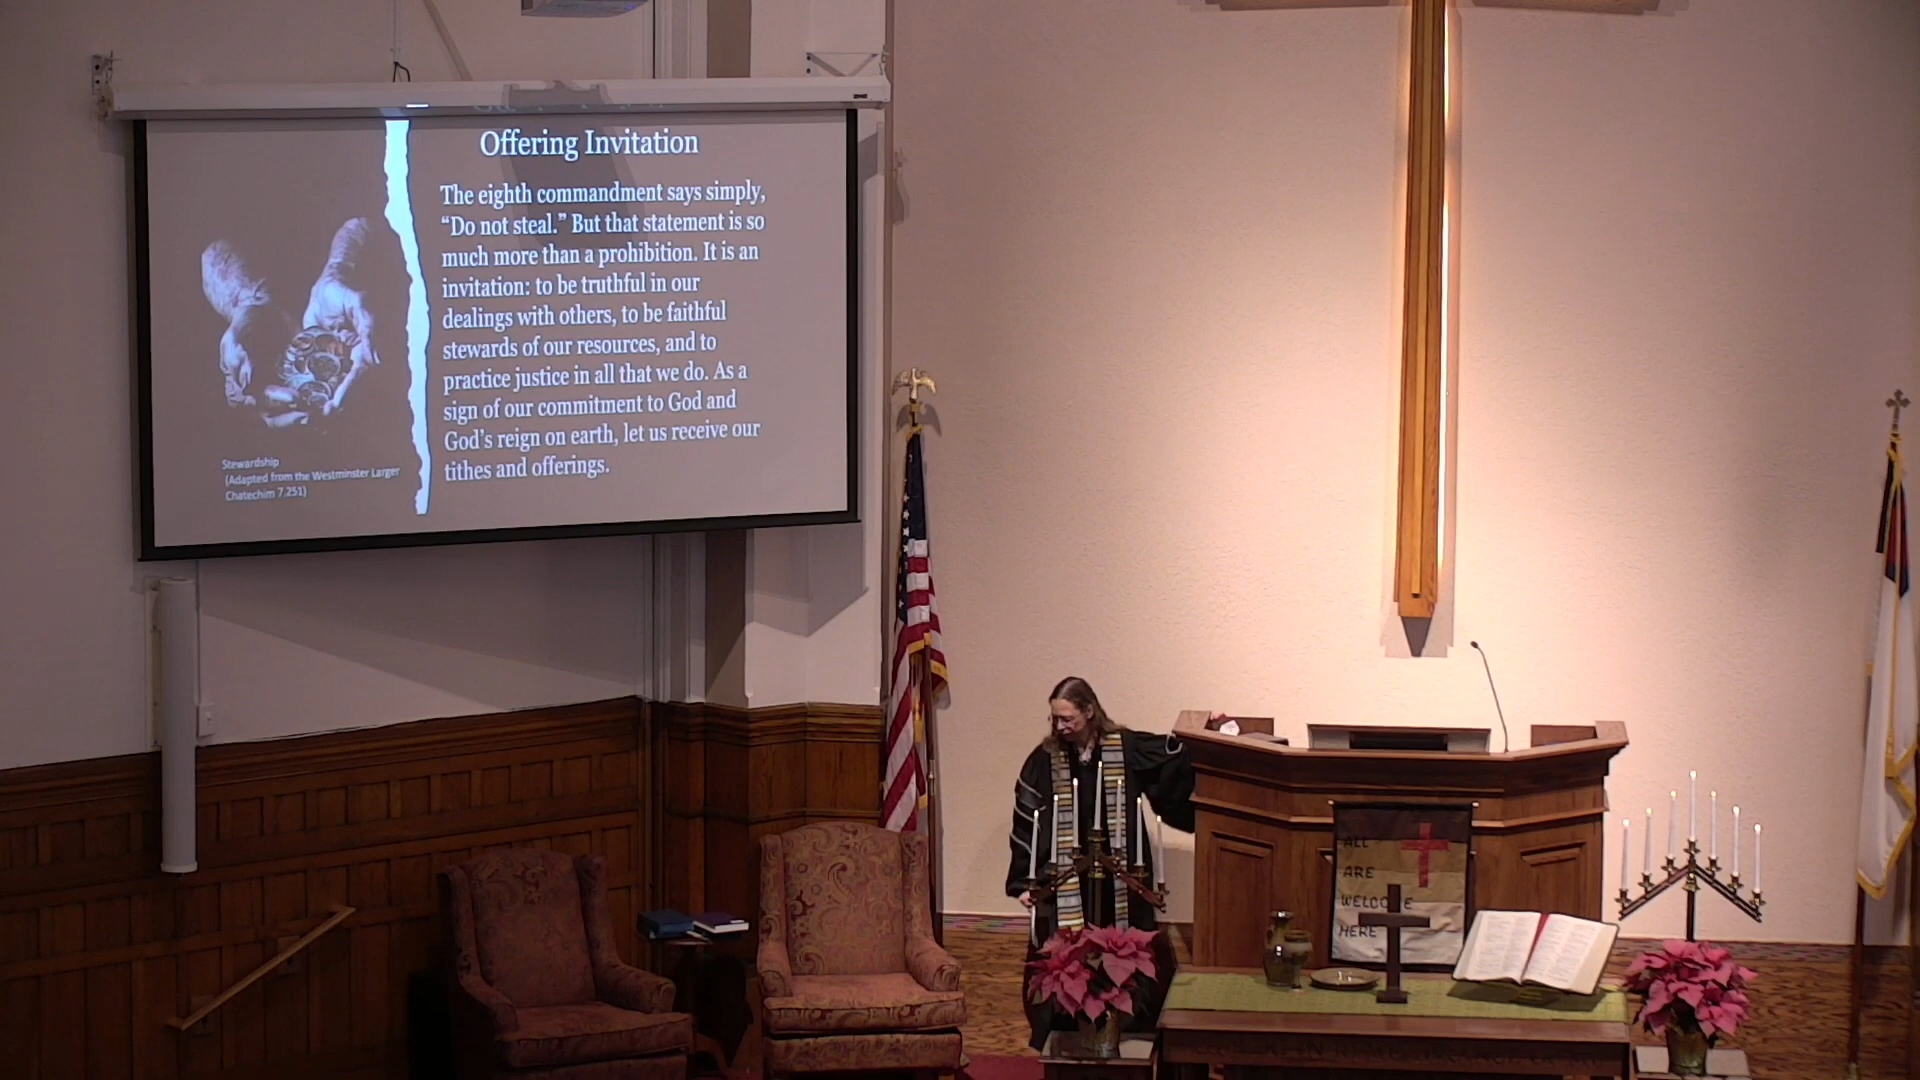 Offering Invitation
The eighth commandment says simply,
“Do not steal.” But that statement is so
much more than a prohibition. It is an
invitation: to be truthful in our
dealings with others, to be faithful
stewards of our resources, and to
practice justice in all that we do. As a
sign of our commitment to God and
God’s reign on earth, let us receive our
tithes and offerings.
Stewardship
(Adapted from the Westminster Larger
Chatechim 7.251)
ALL
ARE
WELCOME
HERE